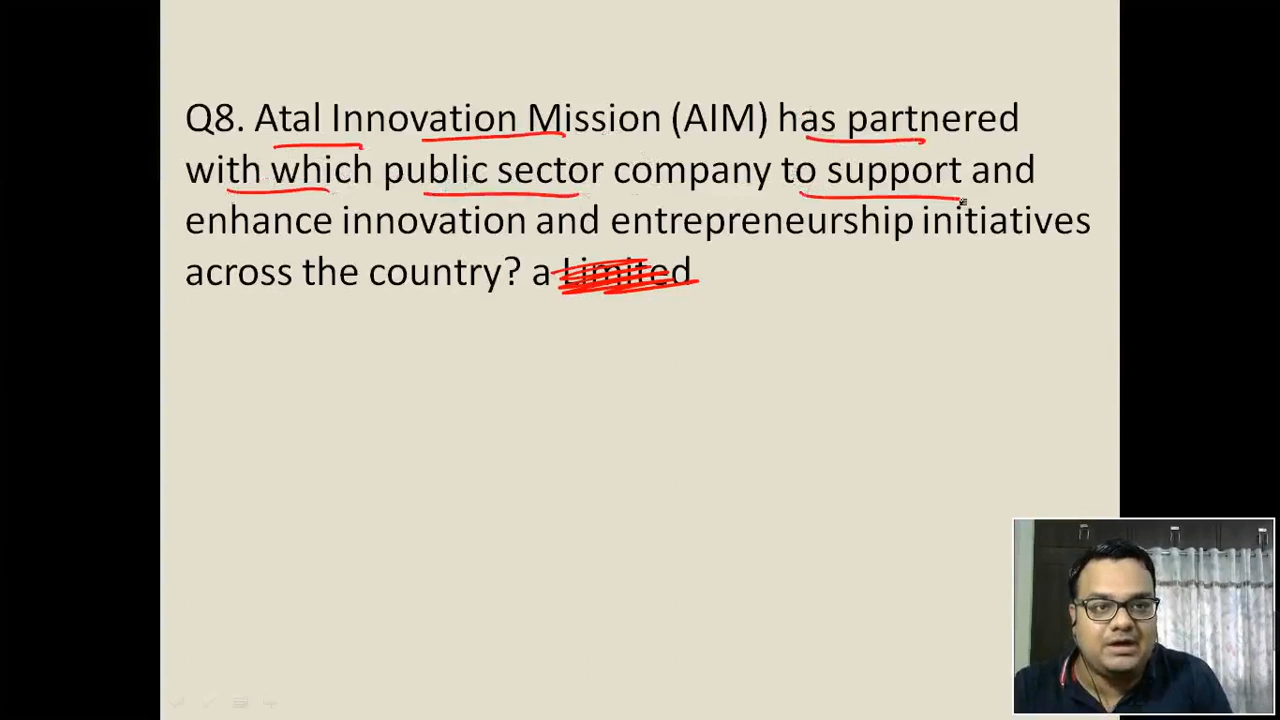 Q8. Atal Innovation Mission (AIM) has partnered
with which public sector company to support and
enhance innovation and entrepreneurship initiatives
across the country? a Limited